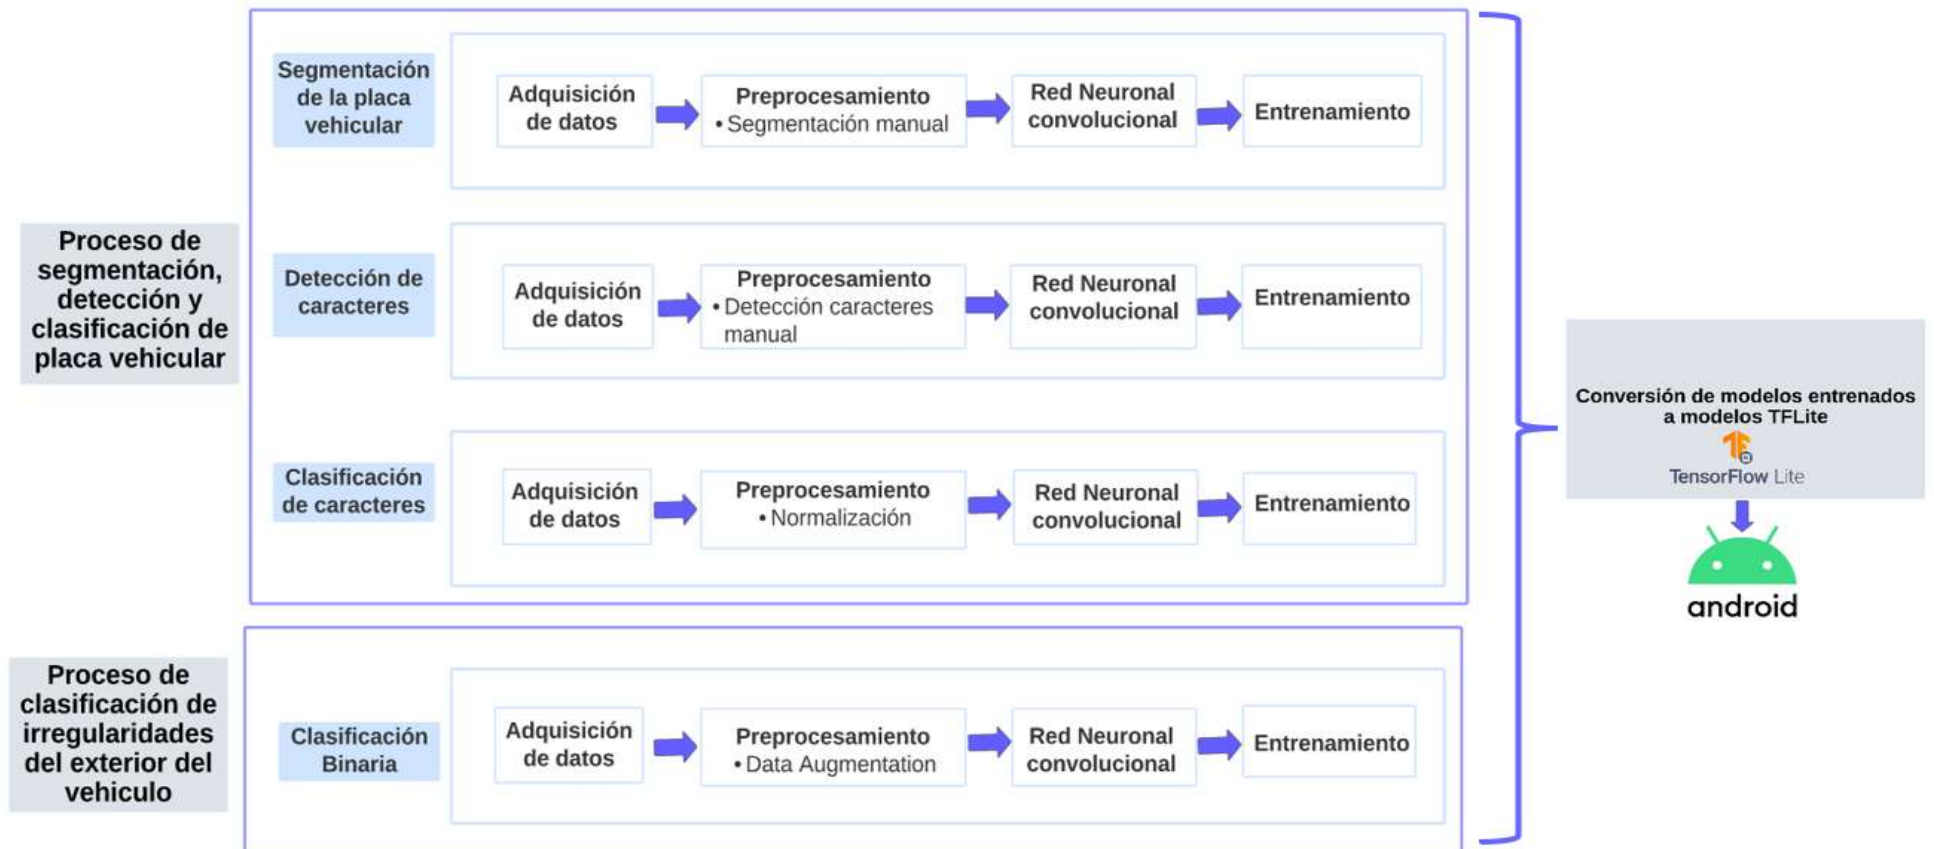 Proceso de
segmentación,
detección y
clasificación de
placa vehicular
Segmentación
de la placa
vehicular
Adquisición
de datos
Preprocesamiento
• Segmentación manual
Red Neuronal
convolucional
Entrenamiento
Detección de
caracteres
Adquisición
de datos
Preprocesamiento
• Detección caracteres
manual
Red Neuronal
convolucional
Entrenamiento
Clasificación
de caracteres
Adquisición
de datos
Preprocesamiento
• Normalización
Red Neuronal
convolucional
Entrenamiento
Proceso de
clasificación de
irregularidades
del exterior del
vehiculo
Clasificación
Binaria
Adquisición
de datos
Preprocesamiento
• Data Augmentation
Red Neuronal
convolucional
Entrenamiento
Conversión de modelos entrenados
a modelos TFLite
TensorFlow Lite
android